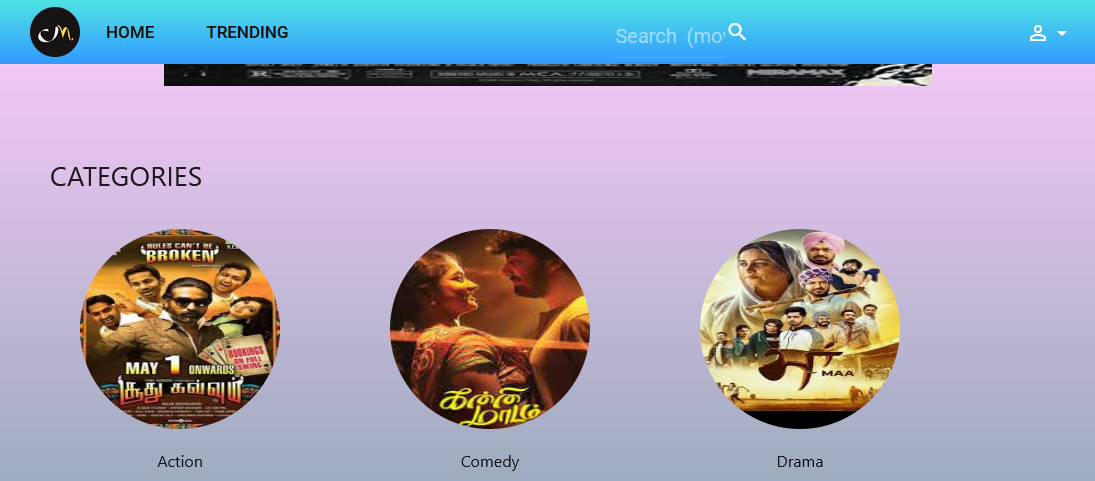 HOME TRENDING Search (mov
MIRAMAX
CATEGORIES
RULES CAN'T BE
BROKEN
MAY 1 ONWARDS
BOOKINGS
ON FULL
SWING
சூது கவ்வும்
கன்னி
மாடம்
ਮਾਂ MAA
Action Comedy Drama